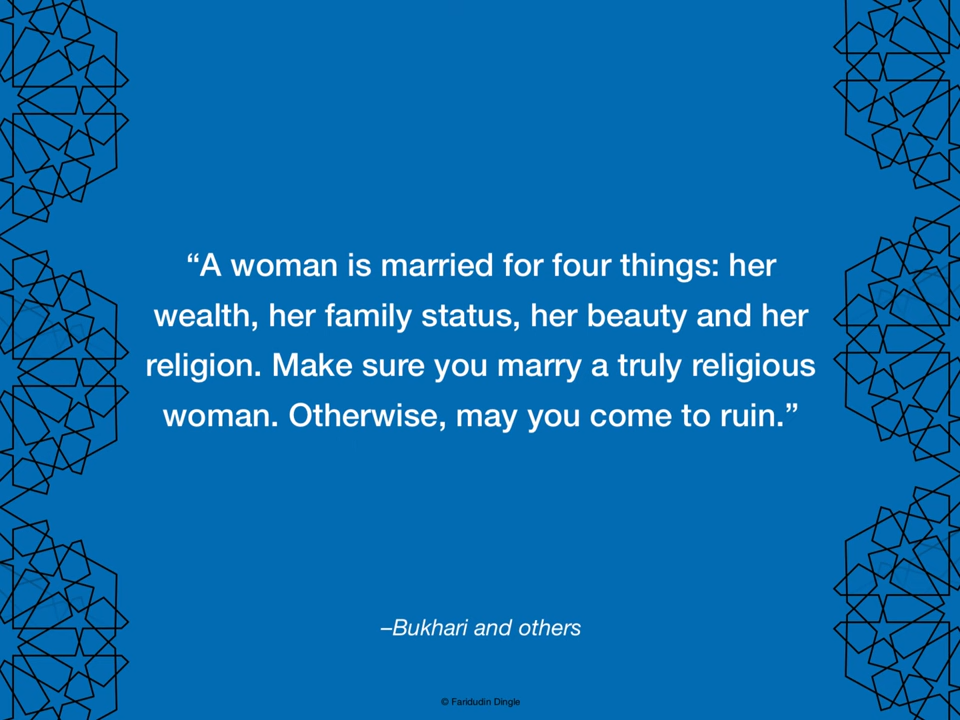 “A woman is married for four things: her
wealth, her family status, her beauty and her
religion. Make sure you marry a truly religious
woman. Otherwise, may you come to ruin.”
–Bukhari and others
© Faridudin Dingle